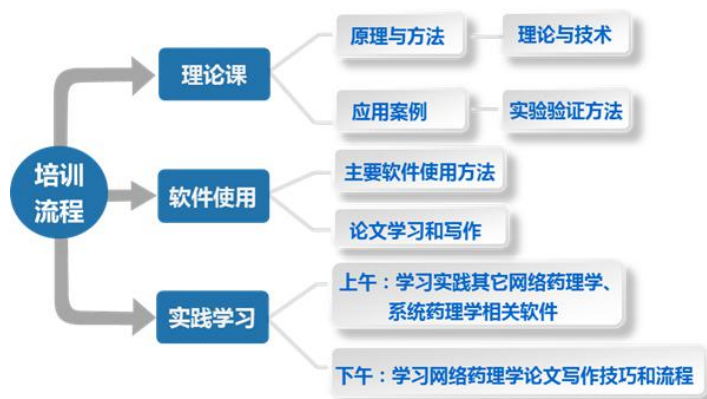 培训
流程
理论课
原理与方法
理论与技术
应用案例
实验验证方法
软件使用
主要软件使用方法
论文学习和写作
实践学习
上午：学习实践其它网络药理学、
系统药理学相关软件
下午：学习网络药理学论文写作技巧和流程